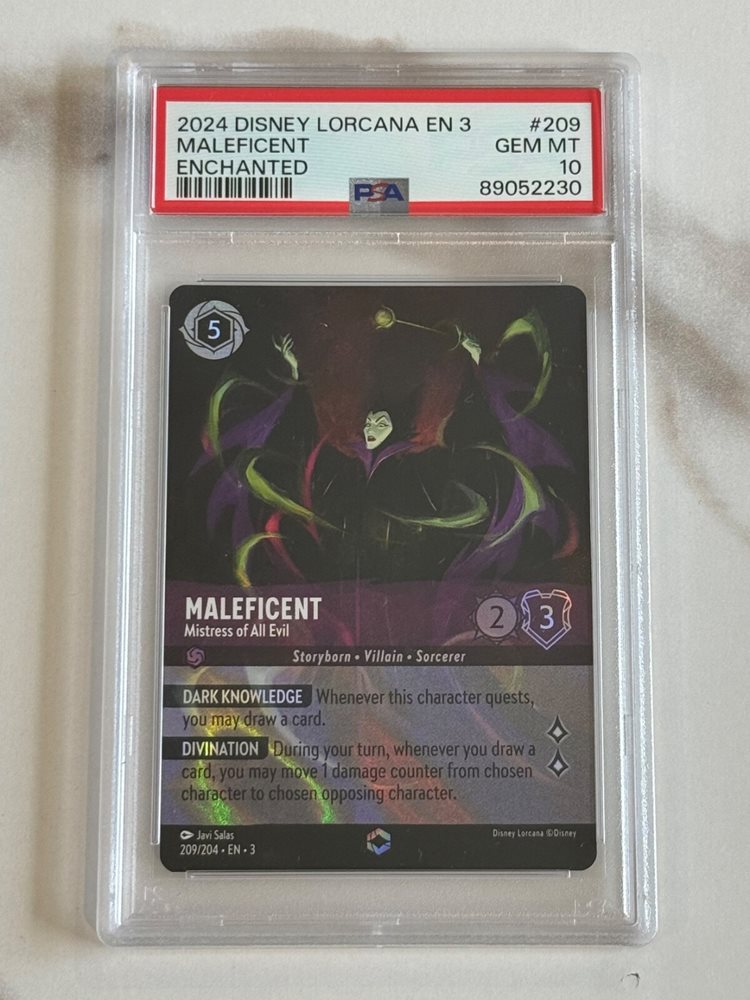 2024 DISNEY LORCANA EN 3 #209
MALEFICENT GEM MT
ENCHANTED 10
PSA 89052230
5
MALEFICENT
Mistress of All Evil
2 3
Storyborn • Villain • Sorcerer
DARK KNOWLEDGE Whenever this character quests,
you may draw a card.
DIVINATION During your turn, whenever you draw a
card, you may move 1 damage counter from chosen
character to chosen opposing character.
Javi Salas Disney Lorcana ©Disney
209/204 • EN • 3